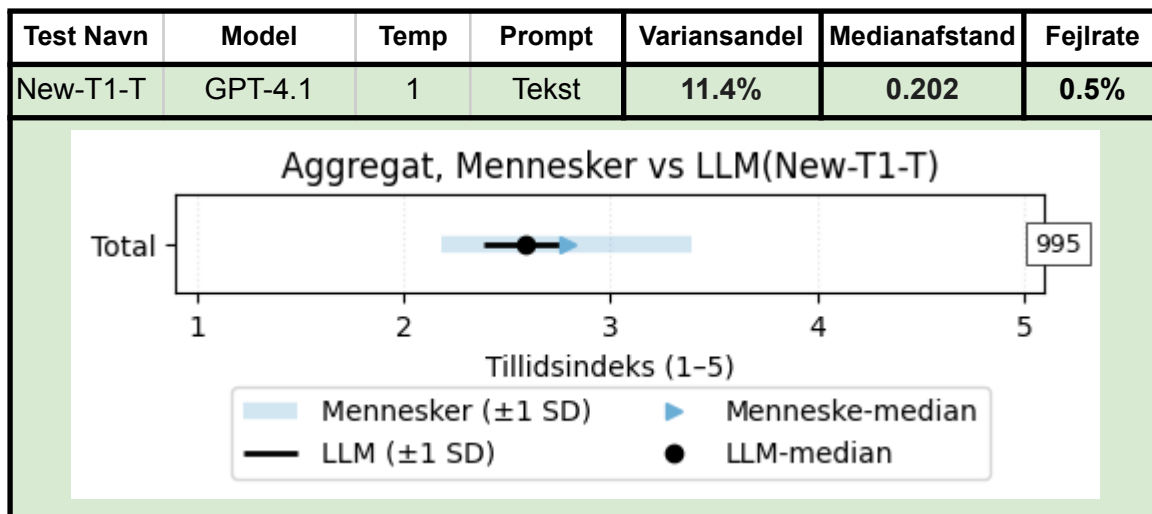 Test Navn Model Temp Prompt Variansandel Medianafstand Fejlrate
New-T1-T GPT-4.1 1 Tekst 11.4% 0.202 0.5%
Aggregat, Mennesker vs LLM(New-T1-T)
Total
995
1 2 3 4 5
Tillidsindeks (1–5)
Mennesker (±1 SD) Menneske-median
LLM (±1 SD) LLM-median